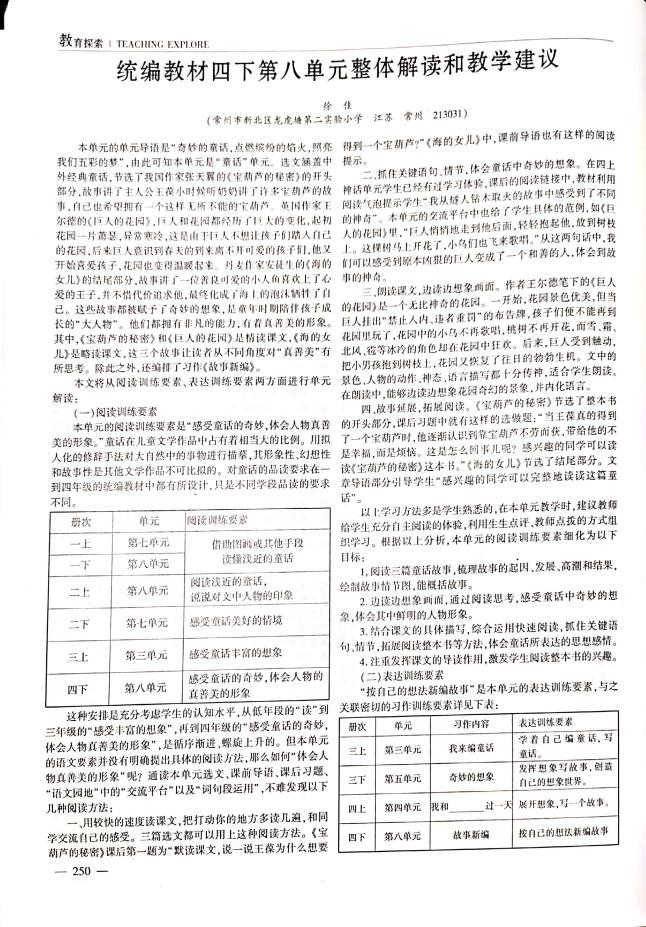 教育探索 | TEACHING EXPLORE
统编教材四下第八单元整体解读和教学建议
徐 佳
(常州市新北区龙虎塘第二实验小学 江苏 常州 213031)
本单元的单元导语是“奇妙的童话,点燃缤纷的焰火,照亮
我们五彩的梦”,由此可知本单元是“童话”单元。选文涵盖中
外经典童话,节选了我国作家张天翼的《宝葫芦的秘密》的开头
部分,故事讲了主人公王葆小时候听奶奶讲了许多宝葫芦的故
事,自己也希望拥有一个这样无所不能的宝葫芦。英国作家王
尔德的《巨人的花园》,巨人和花园都经历了巨大的变化,起初
花园一片萧瑟,异常寒冷,这是由于巨人不想让孩子们踏入自己
的花园,后来巨人意识到春天的到来离不开可爱的孩子们,他又
开始喜爱孩子,花园也变得温暖起来。丹麦作家安徒生的《海的
女儿》的结尾部分,故事讲了一位善良可爱的小人鱼喜欢上了心
爱的王子,并不惜代价追求他,最终化成了海上的泡沫牺牲了自
己。这些故事都被赋予了奇妙的想象,是童年时期陪伴孩子成
长的“大人物”。他们都拥有非凡的能力,有着真善美的形象。
其中,《宝葫芦的秘密》和《巨人的花园》是精读课文,《海的女
儿》是略读课文,这三个故事让读者从不同角度对“真善美”有
所思考。除此之外,还编排了习作《故事新编》。
本文将从阅读训练要素、表达训练要素两方面进行单元
解读:
(一)阅读训练要素
本单元的阅读训练要素是“感受童话的奇妙,体会人物真善
美的形象。”童话在儿童文学作品中占有着相当大的比例。用拟
人化的修辞手法对大自然中的事物进行描摹,其形象性、幻想性
和故事性是其他文学作品不可比拟的。对童话的品读要求在一
到四年级的统编教材中都有所设计,只是不同学段品读的要求
不同。
册次 单元 阅读训练要素
一上 第七单元 借助图画或其他手段
一下 第八单元 读懂浅近的童话
二上 第八单元 阅读浅近的童话,
说说对文中人物的印象
二下 第七单元 感受童话美好的情境
三上 第三单元 感受童话丰富的想象
四下 第八单元 感受童话的奇妙,体会人物的
真善美的形象
这种安排是充分考虑学生的认知水平,从低年段的“读”到
三年级的“感受丰富的想象”,再到四年级的“感受童话的奇妙,
体会人物真善美的形象”,是循序渐进、螺旋上升的。但本单元
的语文要素并没有明确提出具体的阅读方法,那么如何“体会人
物真善美的形象”呢?通读本单元选文、课前导语、课后习题、
“语文园地”中的“交流平台”以及“词句段运用”,不难发现以下
几种阅读方法:
一、用较快的速度读课文,把打动你的地方多读几遍,和同
学交流自己的感受。三篇选文都可以用上这种阅读方法。《宝
葫芦的秘密》课后第一题为“默读课文,说一说王葆为什么想要
— 250 —
得到一个宝葫芦?”《海的女儿》中,课前导语也有这样的阅读
提示。
二、抓住关键语句、情节,体会童话中奇妙的想象。在四上
神话单元学生已经有过学习体验,课后的阅读链接中,教材利用
阅读气泡提示学生“我从燧人钻木取火的故事中感受到了不同
的神奇”。本单元的交流平台中也给了学生具体的范例,如《巨
人的花园》里,“巨人悄悄地走到他后面,轻轻抱起他,放到树枝
上。这棵树马上开花了,小鸟们也飞来歌唱。”从这两句话中,我
们可以感受到原本凶狠的巨人变成了一个和善的人,体会到故
事的神奇。
三、朗读课文,边读边想象画面。作者王尔德笔下的《巨人
的花园》是个无比神奇的花园。一开始,花园景色优美,但当
巨人挂出“禁止入内、违者重罚”的布告牌,孩子们便不能再到
花园里玩了,花园中的小鸟不再歌唱,桃树不再开花,而雪、霜、
北风、雹等冰冷的角色却在花园中狂欢。后来,巨人受到触动,
把小男孩抱到树枝上,花园又恢复了往日的勃勃生机。文中的
景色、人物的动作、神态、语言描写都十分传神,适合学生朗读。
在朗读中,能够边读边想象花园奇幻的景象,并内化语言。
四、故事延展,拓展阅读。《宝葫芦的秘密》节选了整本书
的开头部分,课后习题中就有这样的选做题:“当王葆真的得到
了一个宝葫芦时,他逐渐认识到靠宝葫芦不劳而获,带给他的不
是幸福,而是烦恼。这是怎么回事儿呢?感兴趣的同学可以读
读《宝葫芦的秘密》这本书。”《海的女儿》节选了结尾部分。文
章导语部分引导学生“感兴趣的同学可以完整地读读这篇童
话”。
以上学习方法多是学生熟悉的,在本单元教学时,建议教师
给学生充分自主阅读的体验,利用生生点评、教师点拨的方式组
织学习。根据以上分析,本单元的阅读训练要素细化为以下
目标:
1,阅读三篇童话故事,梳理故事的起因、发展、高潮和结果,
绘制故事情节图,能概括故事。
2.边读边想象画面,通过阅读思考,感受童话中奇妙的想
象,体会其中鲜明的人物形象。
3.结合课文的具体描写,综合运用快速阅读、抓住关键语
句、情节,拓展阅读整本书等方法,体会童话所表达的思想感情。
4.注重发挥课文的导读作用,激发学生阅读整本书的兴趣。
(二)表达训练要素
“按自己的想法新编故事”是本单元的表达训练要素,与之
关联密切的习作训练要素详见下表:
册次 单元 习作内容 表达训练要素
三上 第三单元 我来编童话 学着自己编童话,写
童话。
三下 第五单元 奇妙的想象 发挥想象写故事,创造
自己的想象世界。
四上 第四单元 我和______过一天 展开想象,写一个故事。
四下 第八单元 故事新编 按自己的想法新编故事